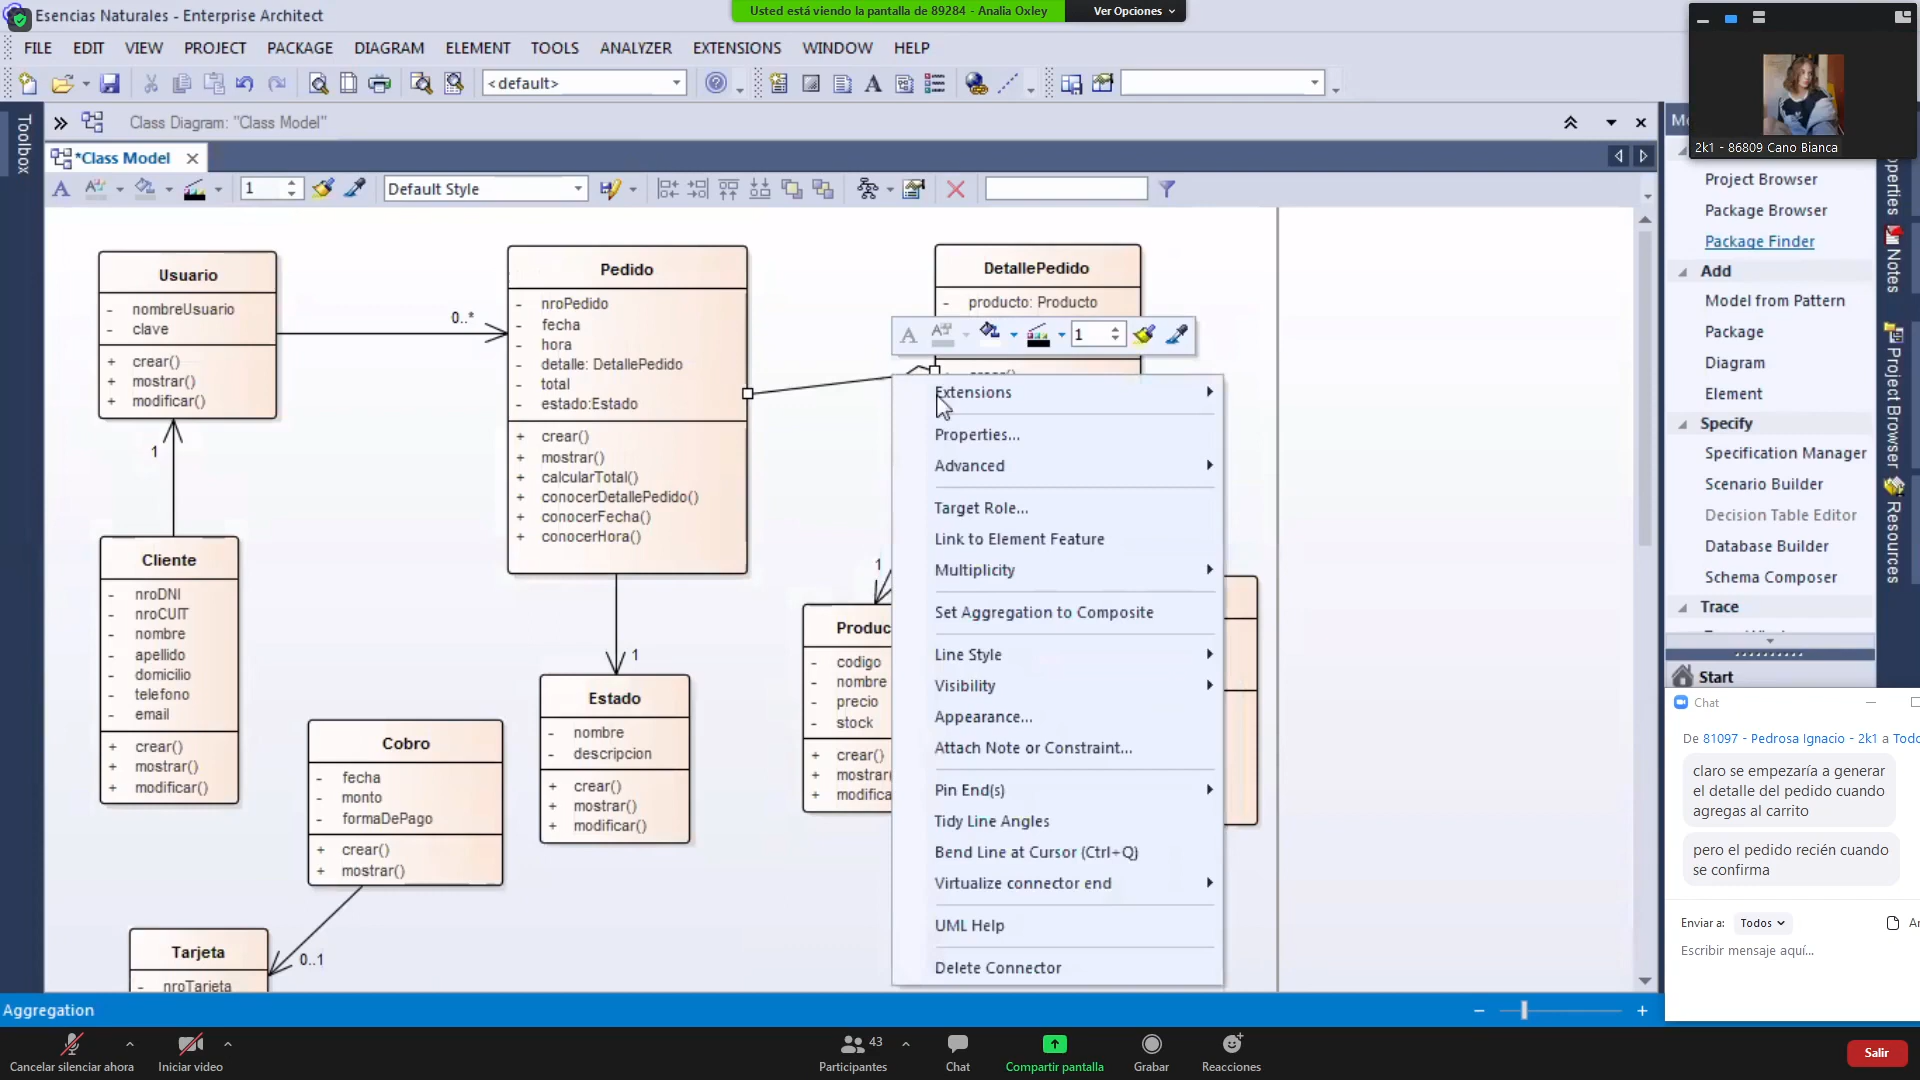 Esencias Naturales - Enterprise Architect
Usted está viendo la pantalla de 89284 - Analia Oxley
Ver Opciones
FILE EDIT VIEW PROJECT PACKAGE DIAGRAM ELEMENT TOOLS ANALYZER EXTENSIONS WINDOW HELP
<default>
2k1 - 86809 Cano Bianca
Toolbox
Class Diagram: "Class Model"
*Class Model
1
Default Style
Usuario
- nombreUsuario
- clave
+ crear()
+ mostrar()
+ modificar()
0..*
1
Pedido
- nroPedido
- fecha
- hora
- detalle: DetallePedido
- total
- estado:Estado
+ crear()
+ mostrar()
+ calcularTotal()
+ conocerDetallePedido()
+ conocerFecha()
+ conocerHora()
DetallePedido
- producto: Producto
1
Cliente
- nroDNI
- nroCUIT
- nombre
- apellido
- domicilio
- telefono
- email
+ crear()
+ mostrar()
+ modificar()
Cobro
- fecha
- monto
- formaDePago
+ crear()
+ mostrar()
1
Estado
- nombre
- descripcion
+ crear()
+ mostrar()
+ modificar()
1
Produc
- codigo
- nombre
- precio
- stock
+ crear()
+ mostrar
+ modifica
Tarjeta
- nroTarjeta
0..1
Extensions
Properties...
Advanced
Target Role...
Link to Element Feature
Multiplicity
Set Aggregation to Composite
Line Style
Visibility
Appearance...
Attach Note or Constraint...
Pin End(s)
Tidy Line Angles
Bend Line at Cursor (Ctrl+Q)
Virtualize connector end
UML Help
Delete Connector
Project Browser
Package Browser
Package Finder
Add
Model from Pattern
Package
Diagram
Element
Specify
Specification Manager
Scenario Builder
Decision Table Editor
Database Builder
Schema Composer
Trace
Start
operties
Notes
Project Browser
Resources
Chat
De 81097 - Pedrosa Ignacio - 2k1 a Todo
claro se empezaría a generar
el detalle del pedido cuando
agregas al carrito
pero el pedido recién cuando
se confirma
Enviar a: Todos
Escribir mensaje aquí...
Aggregation
Cancelar silenciar ahora
Iniciar video
43
Participantes
Chat
Compartir pantalla
Grabar
Reacciones
Salir